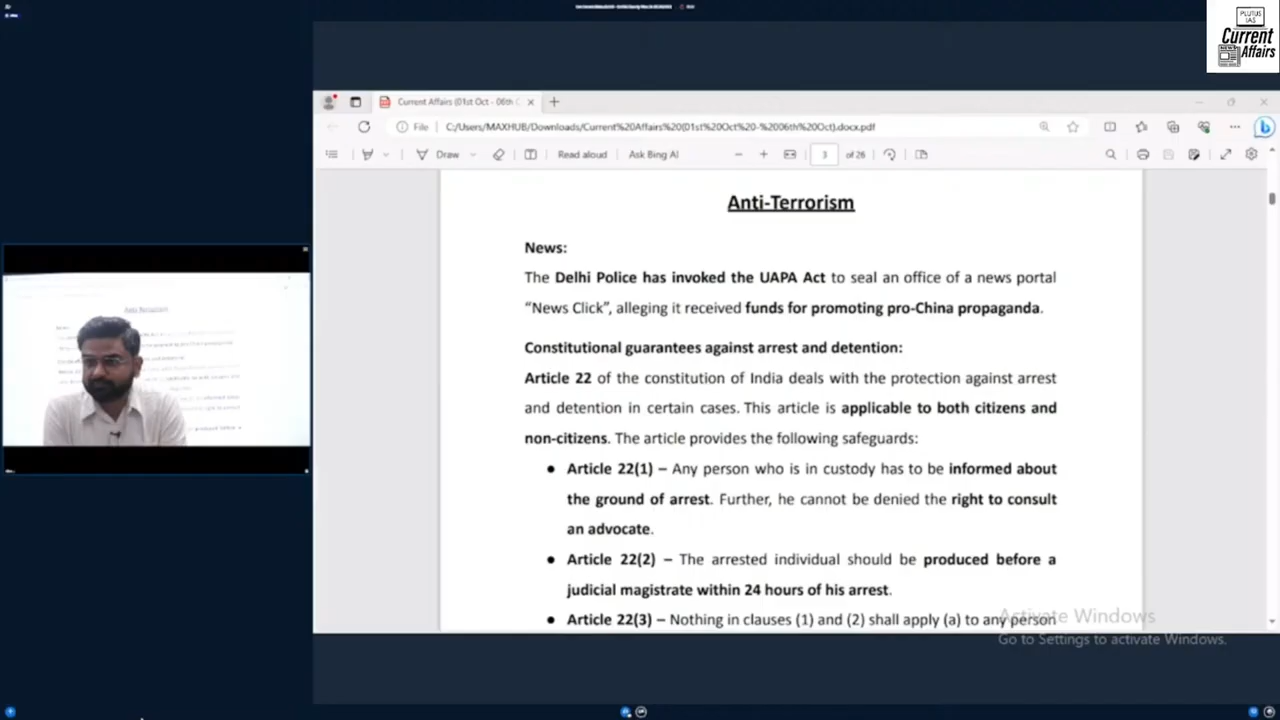 PLUTUS
IAS
Current
NEWS
Affairs
Current Affairs (01st Oct - 06th C
File
C:/Users/MAXHUB/Downloads/Current%20Affairs%20(01st%20Oct%20-%2006th%20Oct).docx.pdf
Draw
Read aloud
Ask Bing AI
3
of 26
Anti-Terrorism
News:
The Delhi Police has invoked the UAPA Act to seal an office of a news portal
“News Click”, alleging it received funds for promoting pro-China propaganda.
Constitutional guarantees against arrest and detention:
Article 22 of the constitution of India deals with the protection against arrest
and detention in certain cases. This article is applicable to both citizens and
non-citizens. The article provides the following safeguards:
● Article 22(1) – Any person who is in custody has to be informed about
the ground of arrest. Further, he cannot be denied the right to consult
an advocate.
● Article 22(2) – The arrested individual should be produced before a
judicial magistrate within 24 hours of his arrest.
● Article 22(3) – Nothing in clauses (1) and (2) shall apply (a) to any person
Activate Windows
Go to Settings to activate Windows.
Anti Terrorism